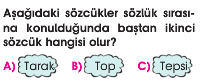 Aşağıdaki sözcükler sözlük sırası-
na konulduğunda baştan ikinci
sözcük hangisi olur?
A) Tarak B) Top C) Tepsi